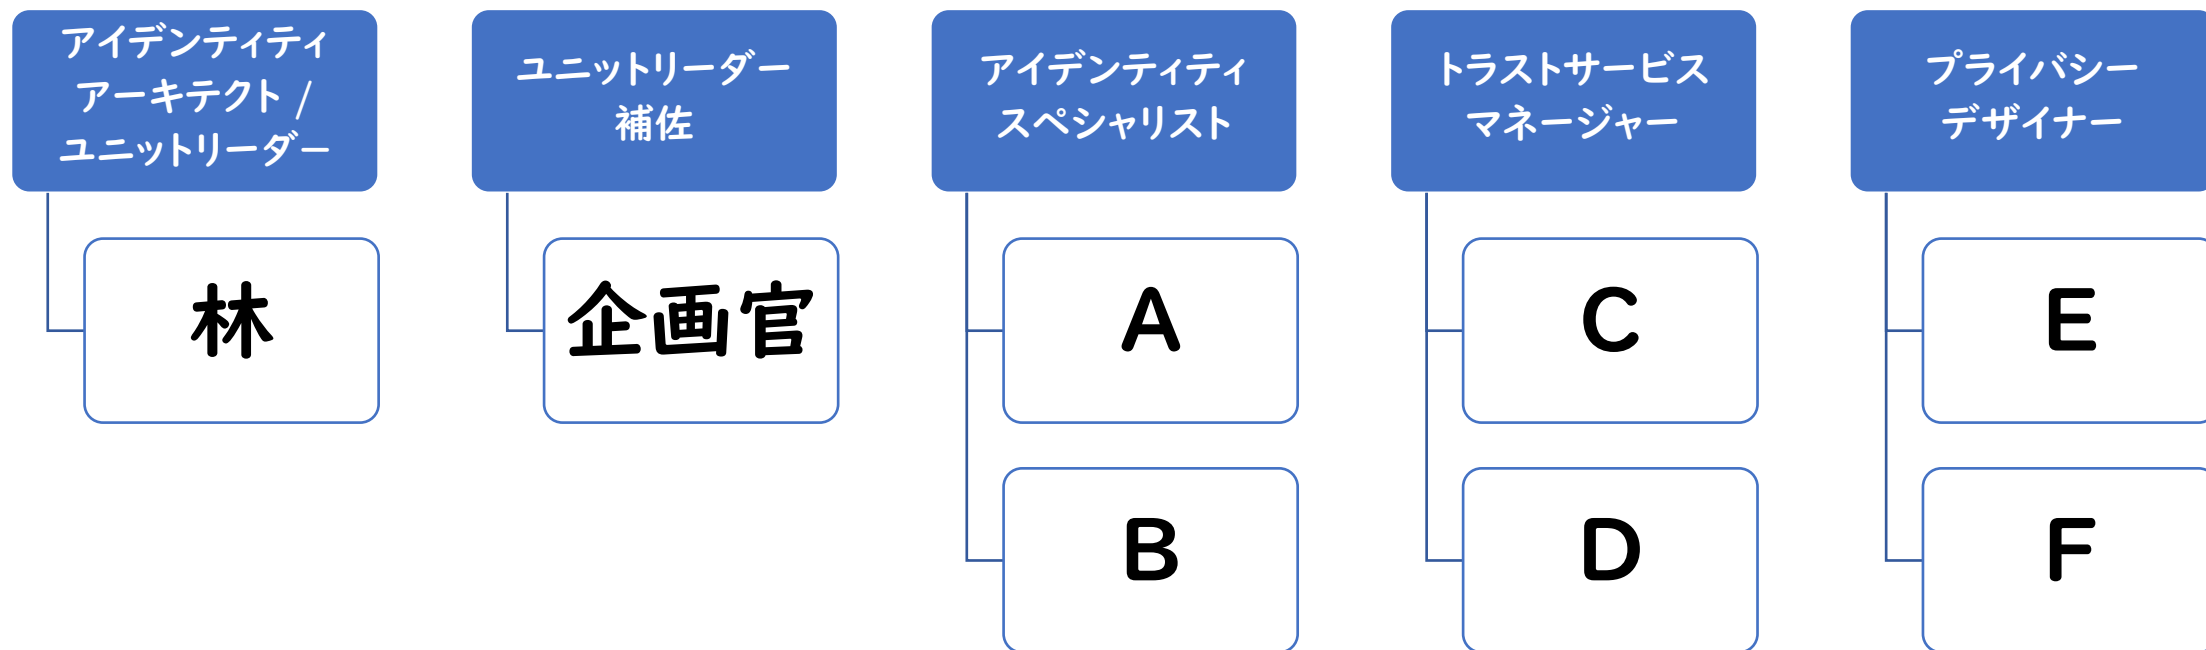 アイデンティティ
アーキテクト /
ユニットリーダー
林
ユニットリーダー
補佐
企画官
アイデンティティ
スペシャリスト
A
B
トラストサービス
マネージャー
C
D
プライバシー
デザイナー
E
F